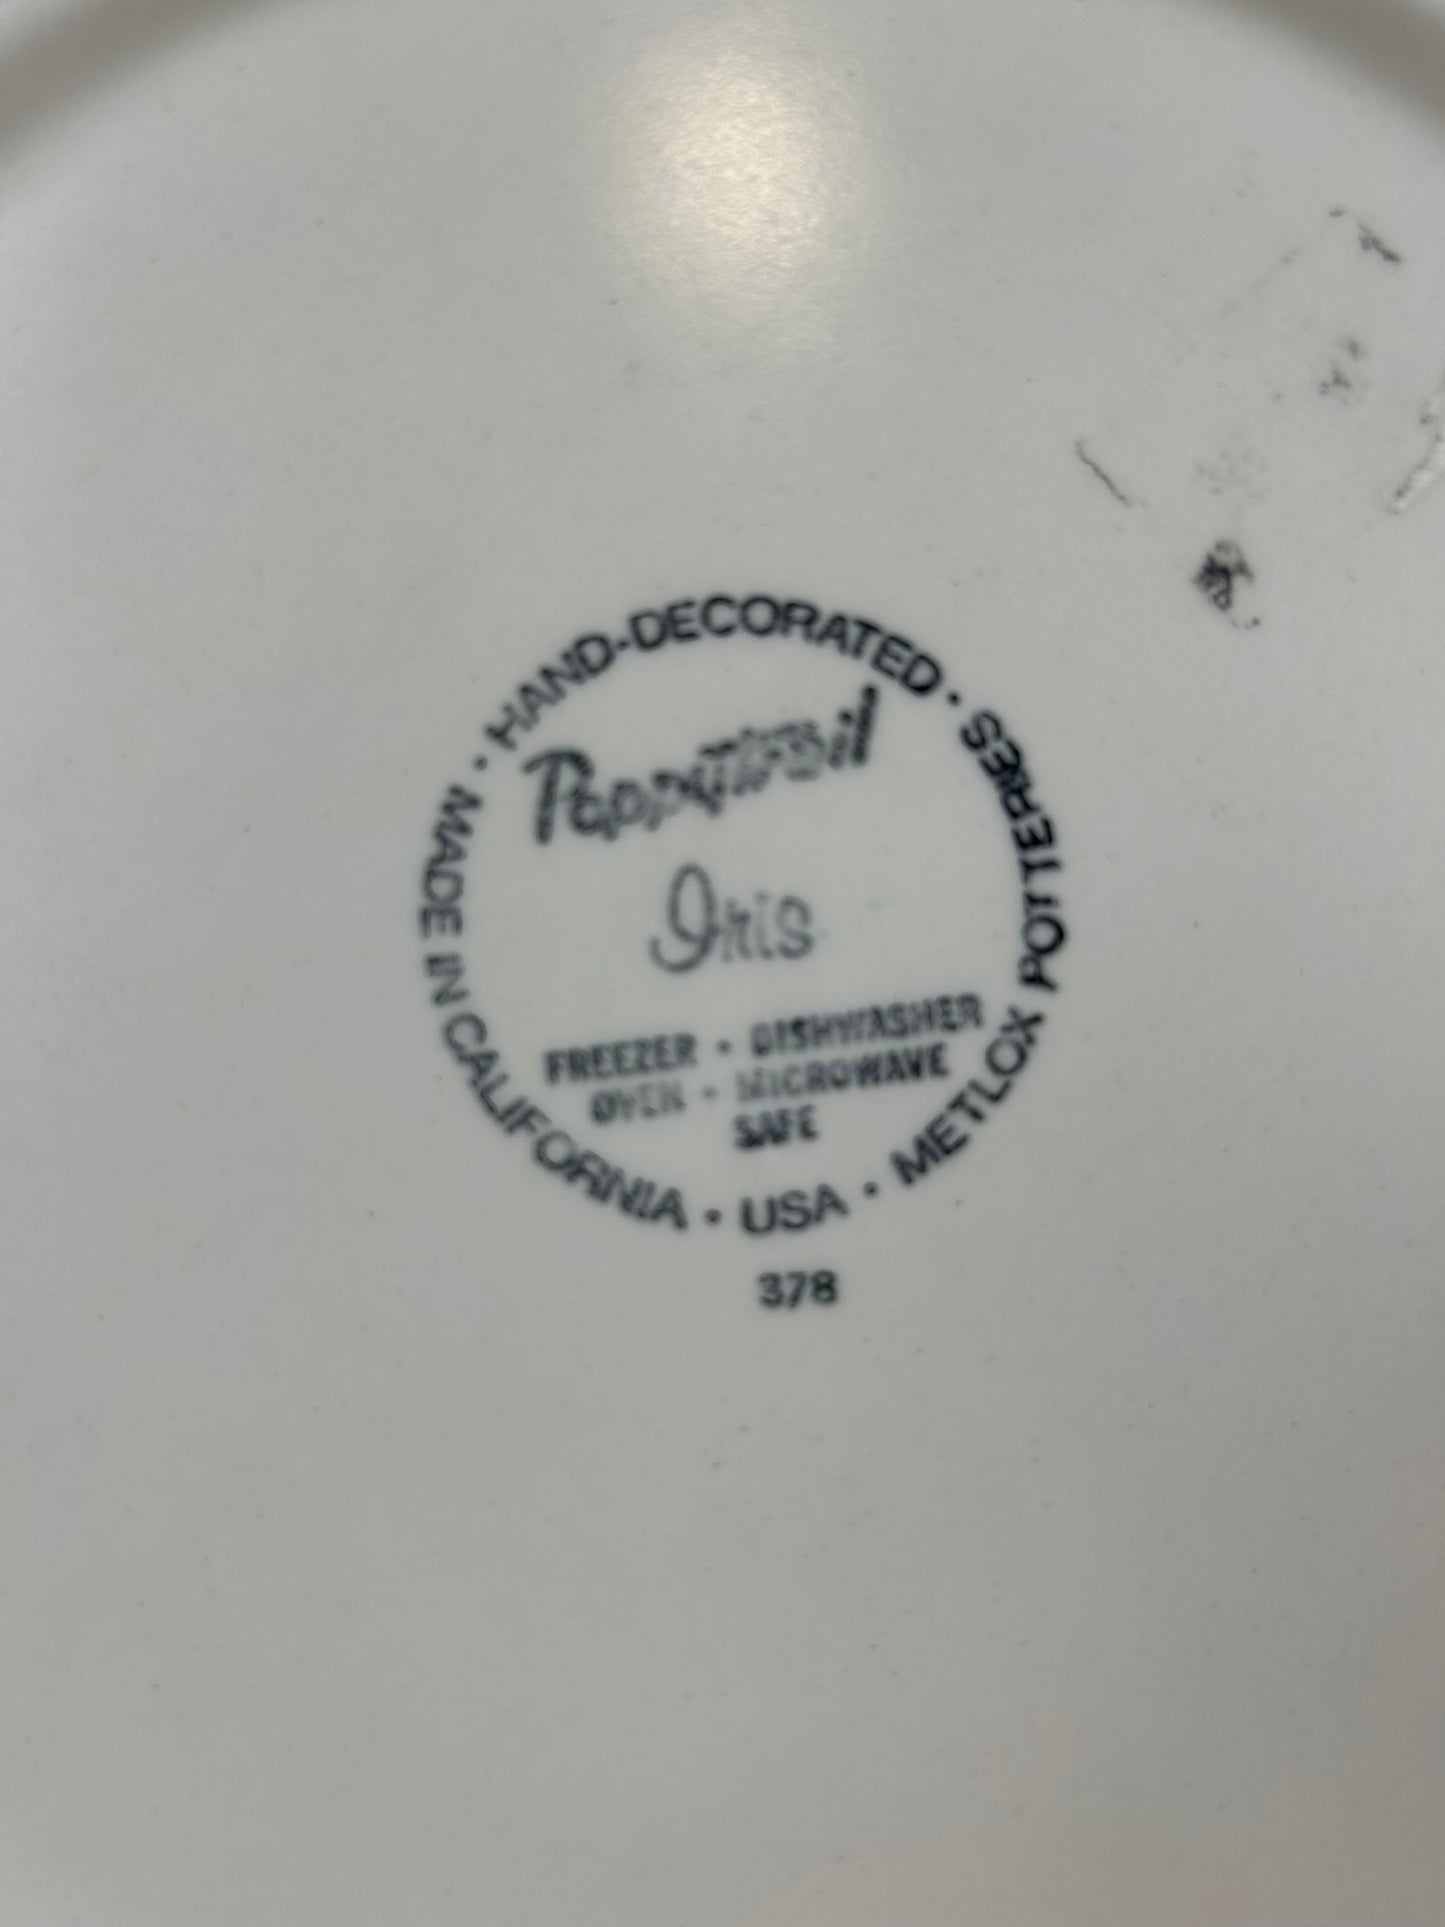 · HAND-DECORATED ·
Poppytrail
Iris
FREEZER · DISHWASHER
OVEN · MICROWAVE
SAFE
MADE IN CALIFORNIA · USA · METLOX POTTERIES
378